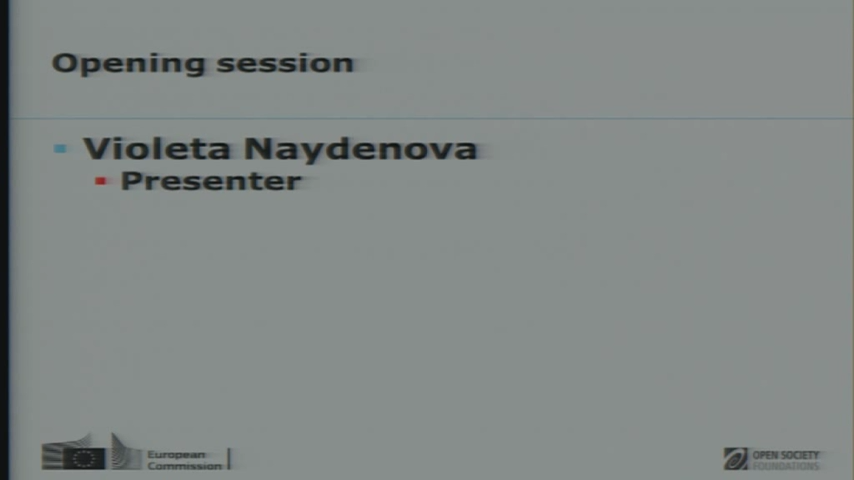 Opening session
Violeta Naydenova
Presenter
European
Commission
OPEN SOCIETY
FOUNDATIONS